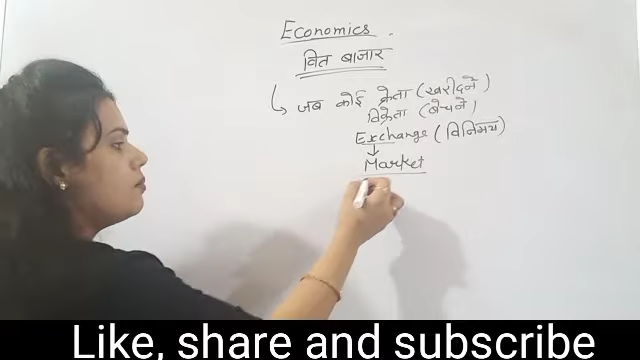 Economics .
वित बाजार
जब कोई क्रेता (खरीदने)
विक्रेता (बेचने)
Exchange (विनिमय)
Market
Like, share and subscribe